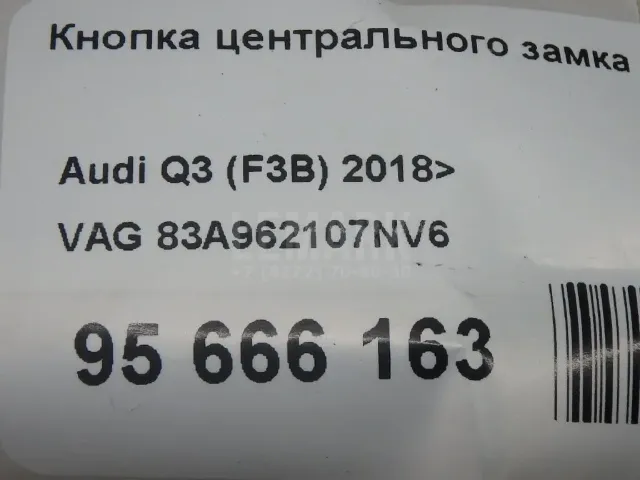 Кнопка центрального замка
Audi Q3 (F3B) 2018>
VAG 83A962107NV6
95 666 163